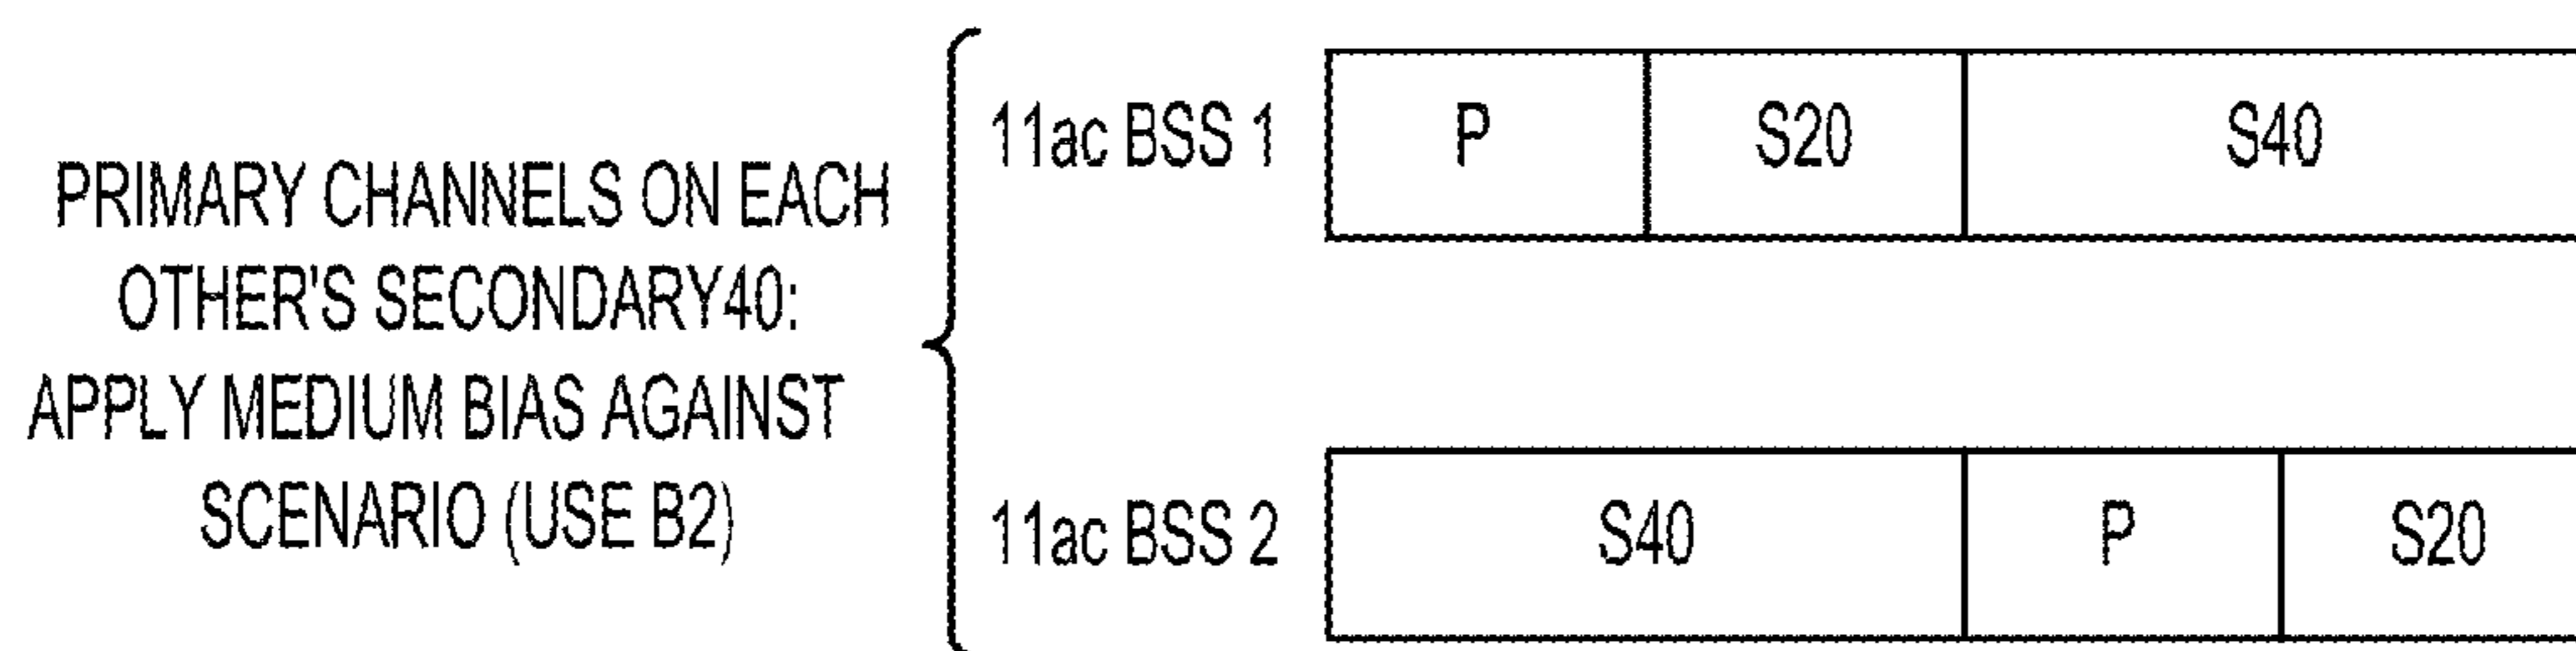 PRIMARY CHANNELS ON EACH
OTHER'S SECONDARY40:
APPLY MEDIUM BIAS AGAINST
SCENARIO (USE B2)
11ac BSS 1 P S20 S40
11ac BSS 2 S40 P S20